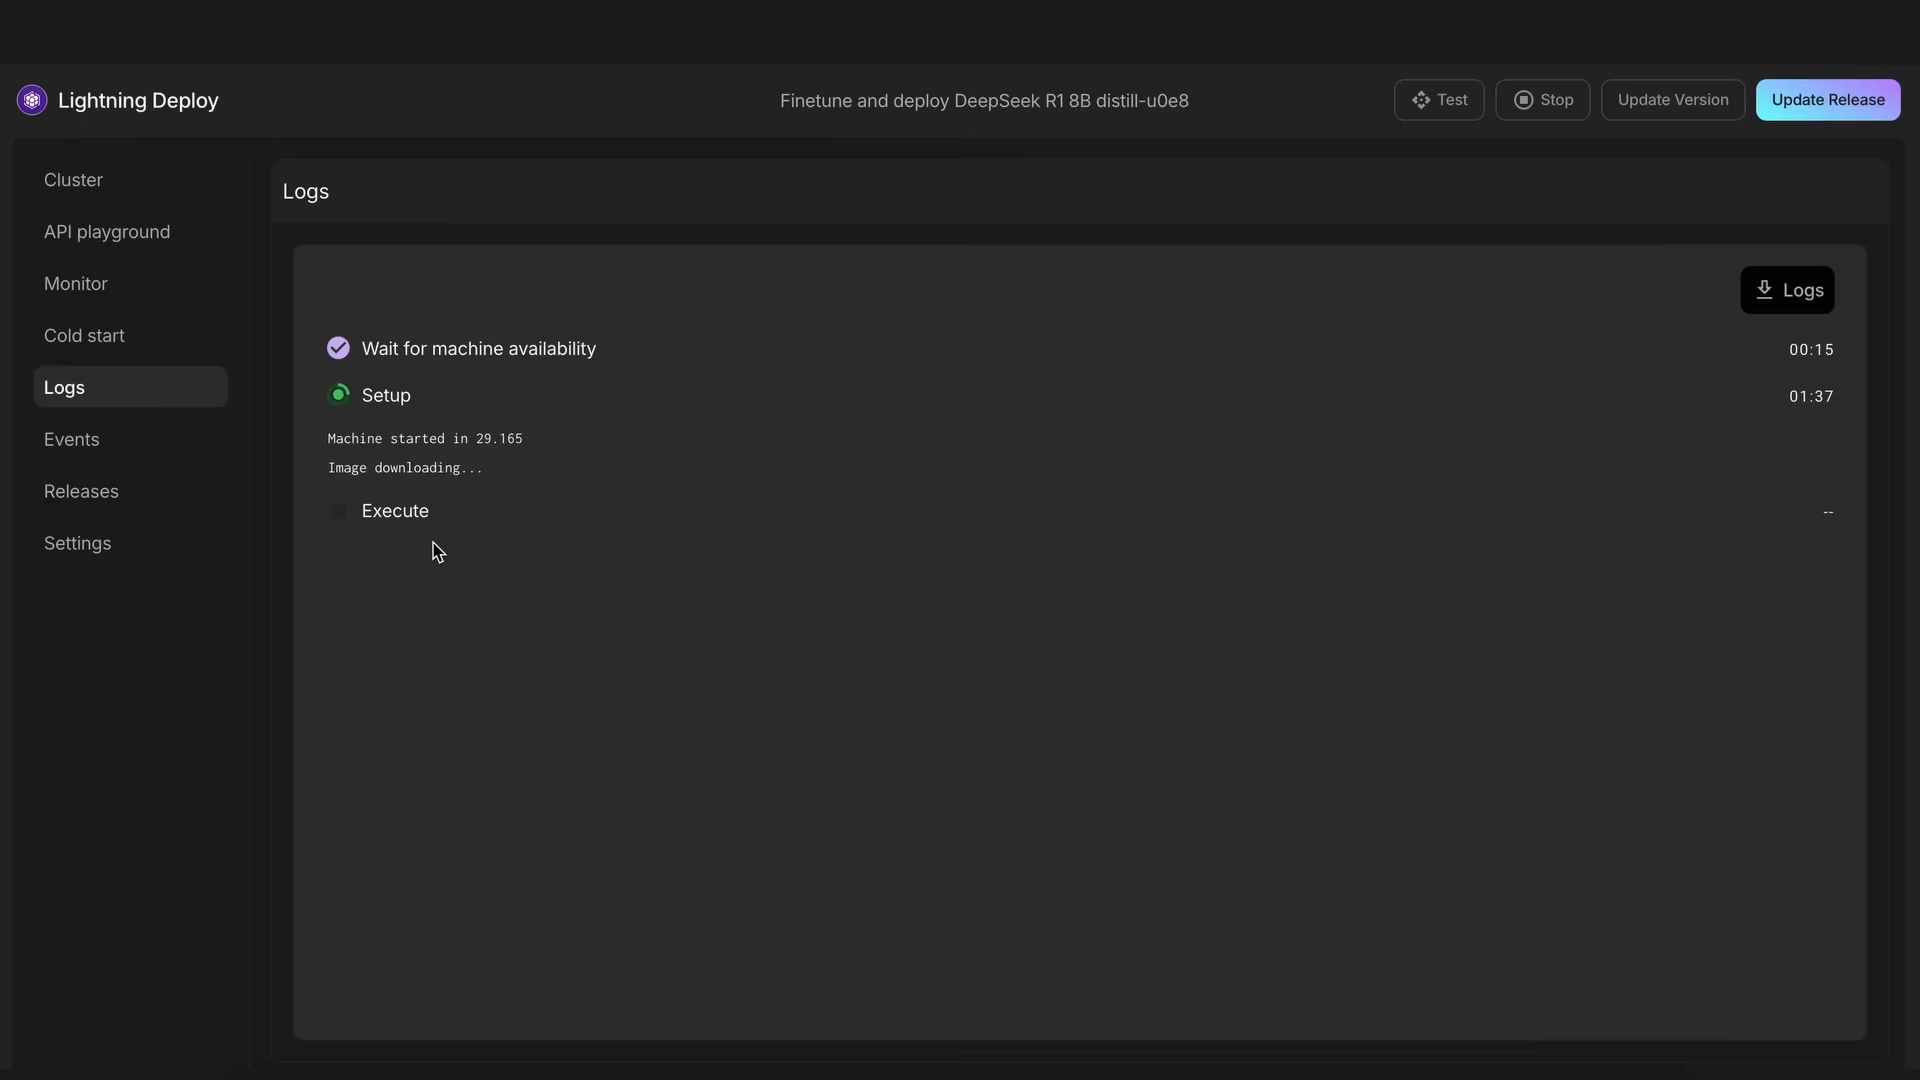 Lightning Deploy
Finetune and deploy DeepSeek R1 8B distill-u0e8
Test
Stop
Update Version
Update Release
Cluster
API playground
Monitor
Cold start
Logs
Events
Releases
Settings
Logs
Logs
Wait for machine availability 00:15
Setup 01:37
Machine started in 29.165
Image downloading...
Execute --